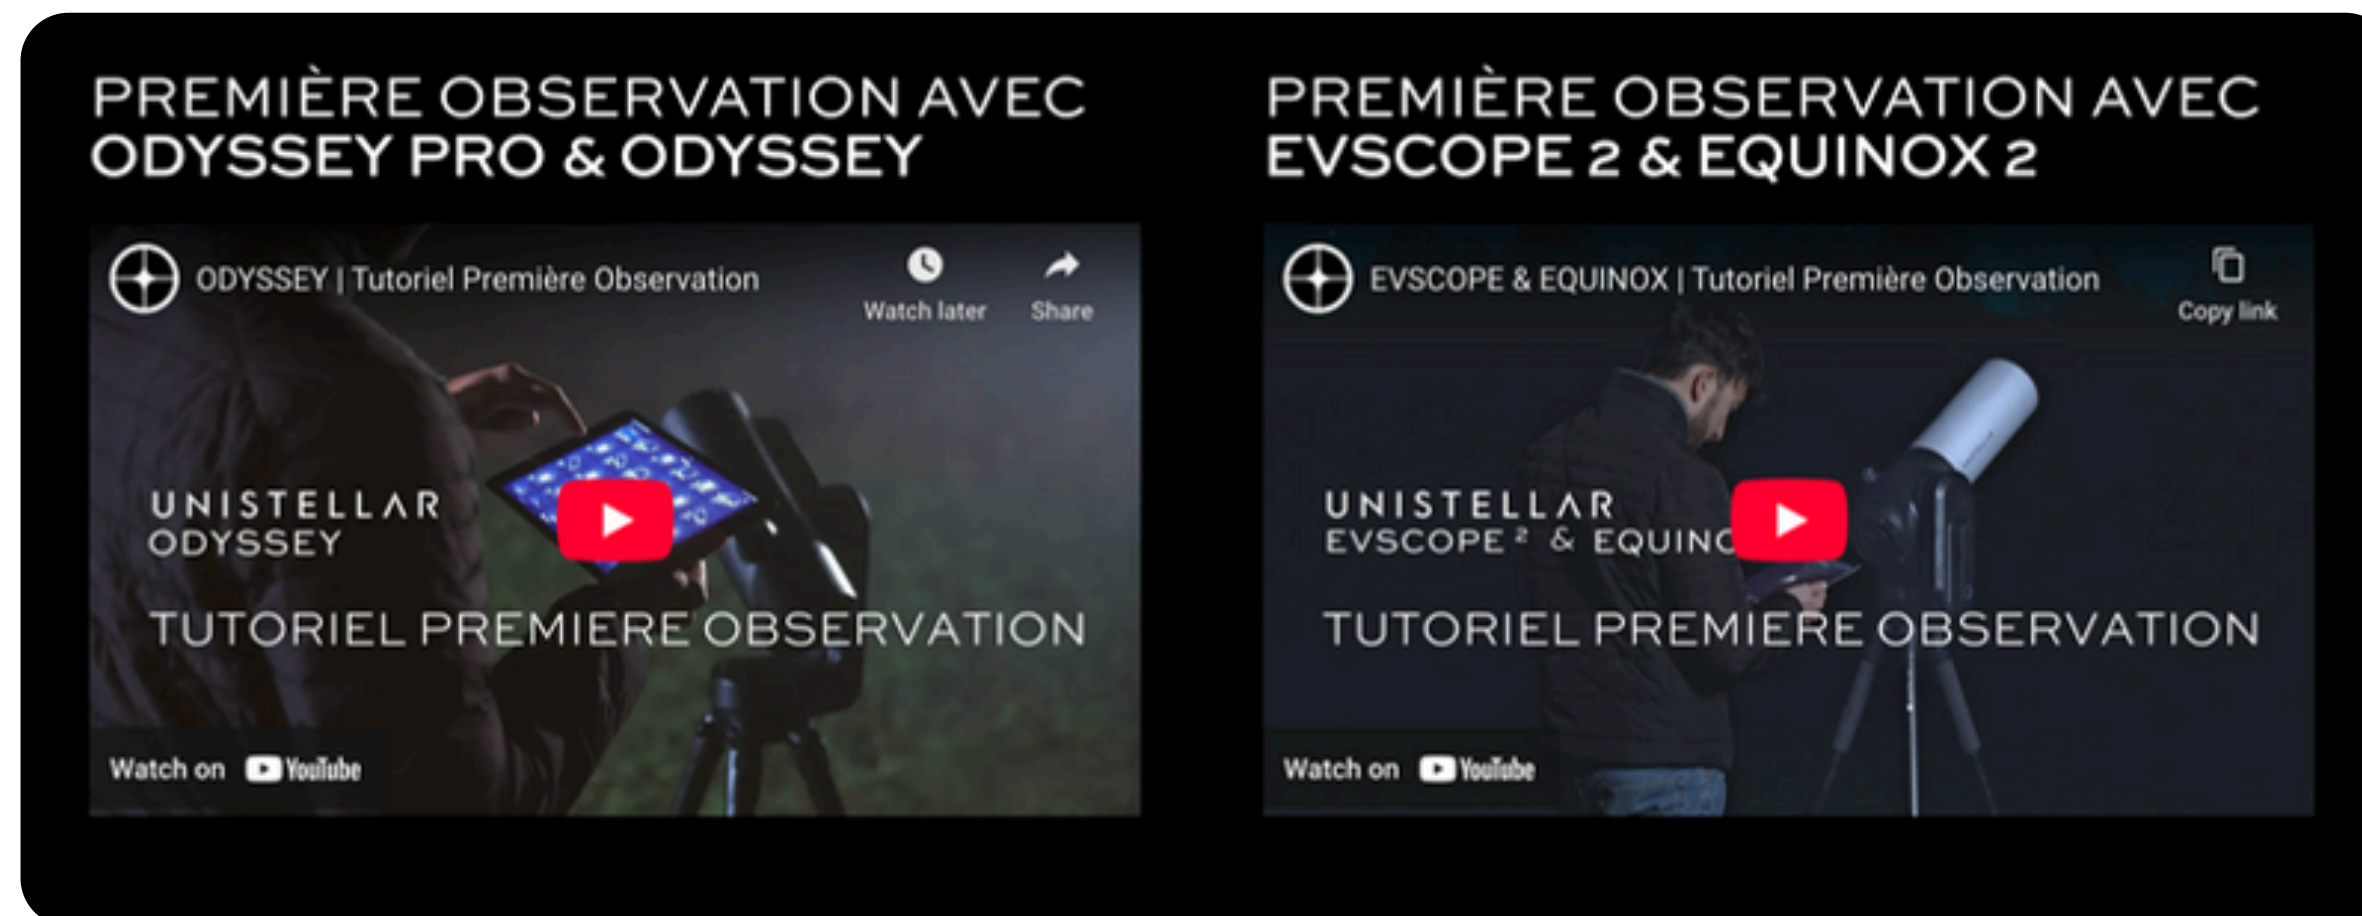 PREMIÈRE OBSERVATION AVEC
ODYSSEY PRO & ODYSSEY
ODYSSEY | Tutoriel Première Observation
Watch later
Share
UNISTELLAR
ODYSSEY
TUTORIEL PREMIERE OBSERVATION
Watch on YouTube
PREMIÈRE OBSERVATION AVEC
EVSCOPE 2 & EQUINOX 2
EVSCOPE & EQUINOX | Tutoriel Première Observation
Copy link
UNISTELLAR
EVSCOPE ² & EQUINO
TUTORIEL PREMIERE OBSERVATION
Watch on YouTube